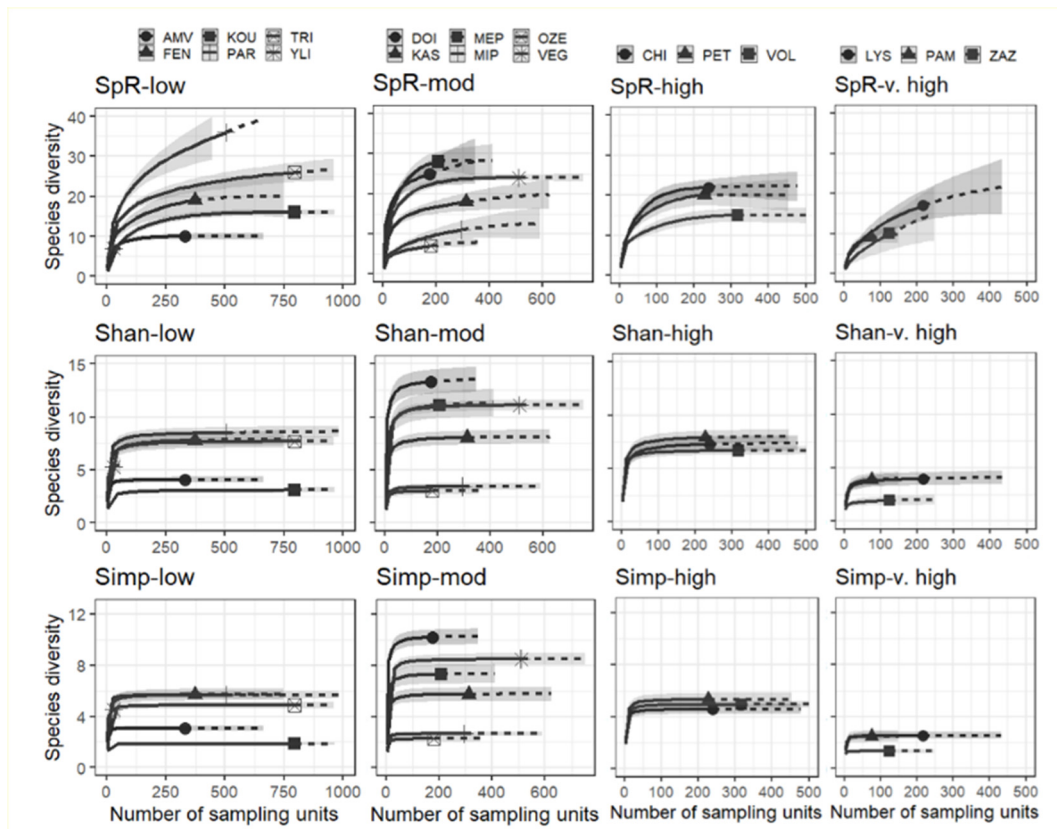 AMV KOU TRI DOI MEP OZE
FEN PAR YLI KAS MIP VEG CHI PET VOL LYS PAM ZAZ
SpR-low SpR-mod SpR-high SpR-v. high
Species diversity
40
30
20
10
0
0 250 500 750 1000 0 200 400 600 0 100 200 300 400 500 0 100 200 300 400 500
Shan-low Shan-mod Shan-high Shan-v. high
Species diversity
15
10
5
0
0 250 500 750 1000 0 200 400 600 0 100 200 300 400 500 0 100 200 300 400 500
Simp-low Simp-mod Simp-high Simp-v. high
Species diversity
12
8
4
0
0 250 500 750 1000 0 200 400 600 0 100 200 300 400 500 0 100 200 300 400 500
Number of sampling units Number of sampling units Number of sampling units